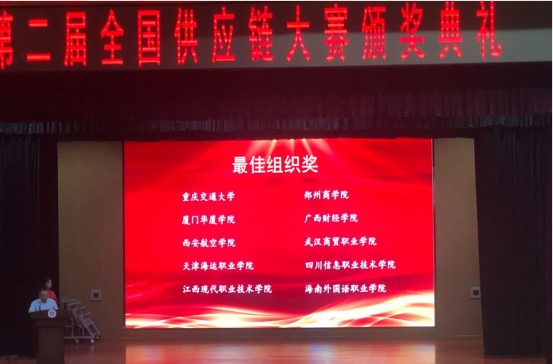 第二届全国供应链大赛颁奖典礼
最佳组织奖
重庆交通大学 郑州商学院
厦门华厦学院 广西财经学院
西安航空学院 武汉商贸职业学院
天津海运职业学院 四川信息职业技术学院
江西现代职业技术学院 海南外国语职业学院